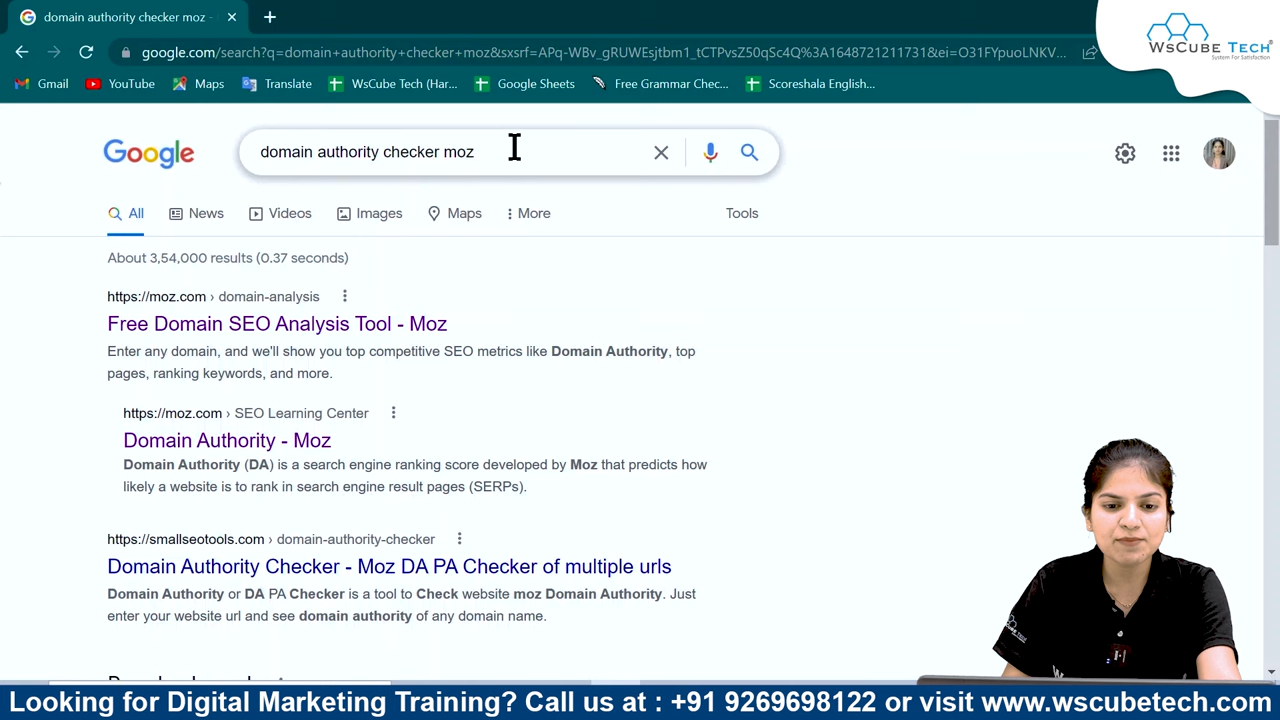 domain authority checker moz -
WsCube Tech
System For Satisfaction
google.com/search?q=domain+authority+checker+moz&sxsrf=APq-WBv_gRUWEsjtbm1_tCTPvsZ50qSc4Q%3A1648721211731&ei=O31FYpuoLNKV...
Gmail YouTube Maps Translate WsCube Tech (Har... Google Sheets Free Grammar Chec... Scoreshala English...
Google domain authority checker moz
All News Videos Images Maps More Tools
About 3,54,000 results (0.37 seconds)
https://moz.com › domain-analysis
Free Domain SEO Analysis Tool - Moz
Enter any domain, and we'll show you top competitive SEO metrics like Domain Authority, top
pages, ranking keywords, and more.
https://moz.com › SEO Learning Center
Domain Authority - Moz
Domain Authority (DA) is a search engine ranking score developed by Moz that predicts how
likely a website is to rank in search engine result pages (SERPs).
https://smallseotools.com › domain-authority-checker
Domain Authority Checker - Moz DA PA Checker of multiple urls
Domain Authority or DA PA Checker is a tool to Check website moz Domain Authority. Just
enter your website url and see domain authority of any domain name.
Looking for Digital Marketing Training? Call us at : +91 9269698122 or visit www.wscubetech.com